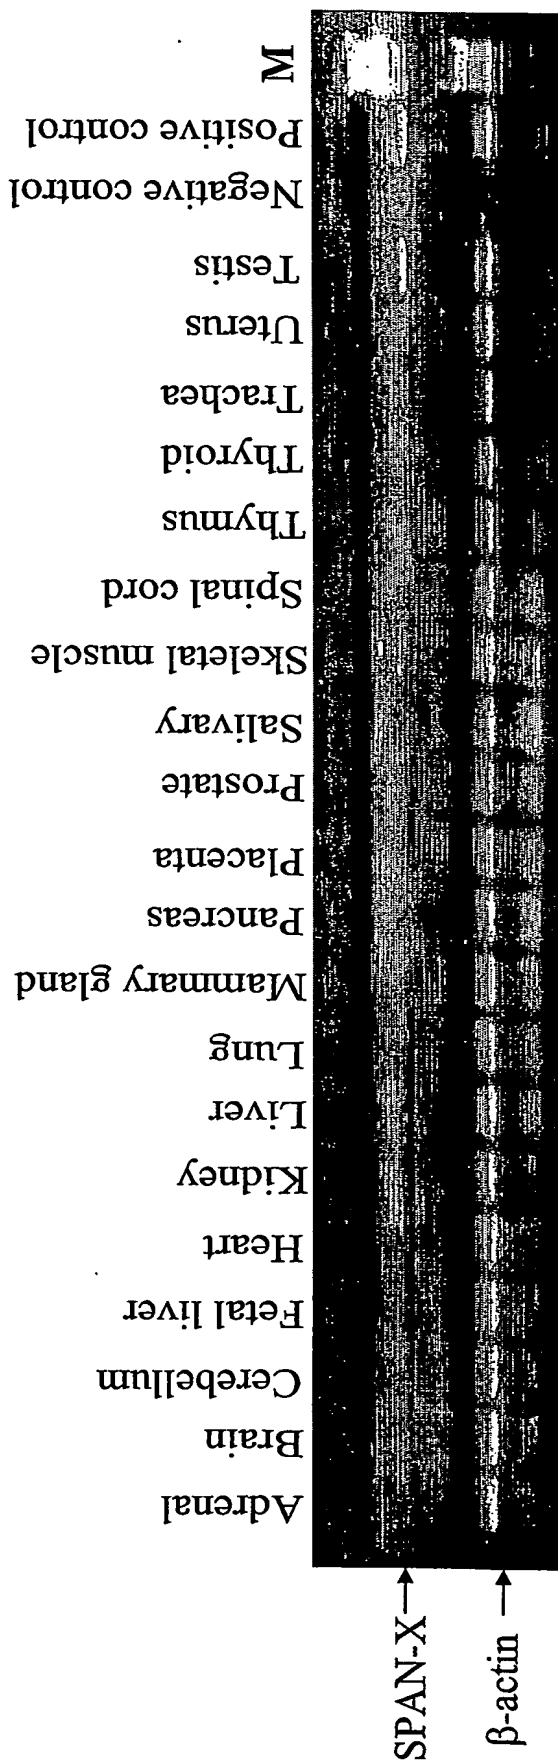 M
Positive control
Negative control
Testis
Uterus
Trachea
Thyroid
Thymus
Spinal cord
Skeletal muscle
Salivary
Prostate
Placenta
Pancreas
Mammary gland
Lung
Liver
Kidney
Heart
Fetal liver
Cerebellum
Brain
Adrenal
SPAN-X
β-actin